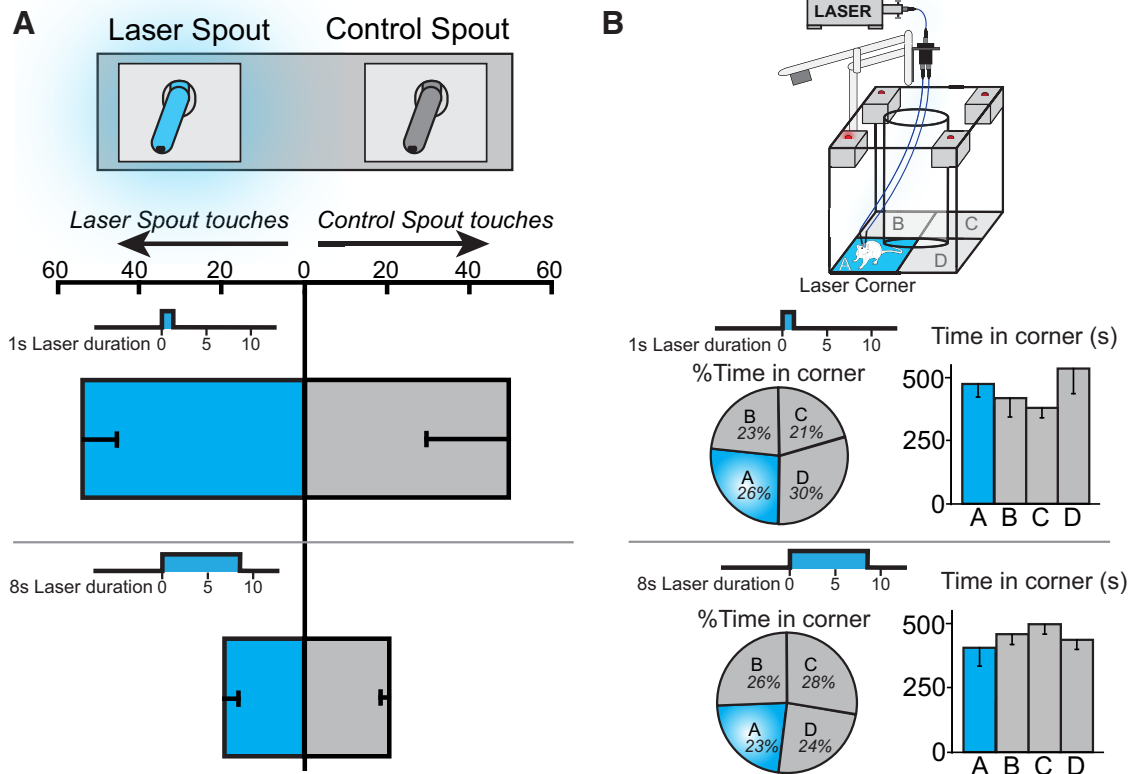 A
Laser Spout
Control Spout
Laser Spout touches
Control Spout touches
60
40
20
0
20
40
60
1s Laser duration
0
5
10
8s Laser duration
0
5
10
B
LASER
B
C
A
D
Laser Corner
1s Laser duration
0
5
10
%Time in corner
B
23%
C
21%
A
26%
D
30%
Time in corner (s)
500
250
0
A B C D
8s Laser duration
0
5
10
%Time in corner
B
26%
C
28%
A
23%
D
24%
Time in corner (s)
500
250
0
A B C D